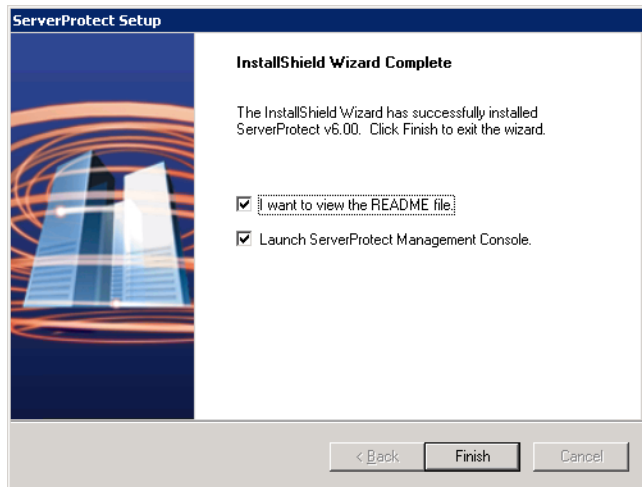 ServerProtect Setup
InstallShield Wizard Complete
The InstallShield Wizard has successfully installed
ServerProtect v6.00. Click Finish to exit the wizard.
I want to view the README file.
Launch ServerProtect Management Console.
< Back
Finish
Cancel